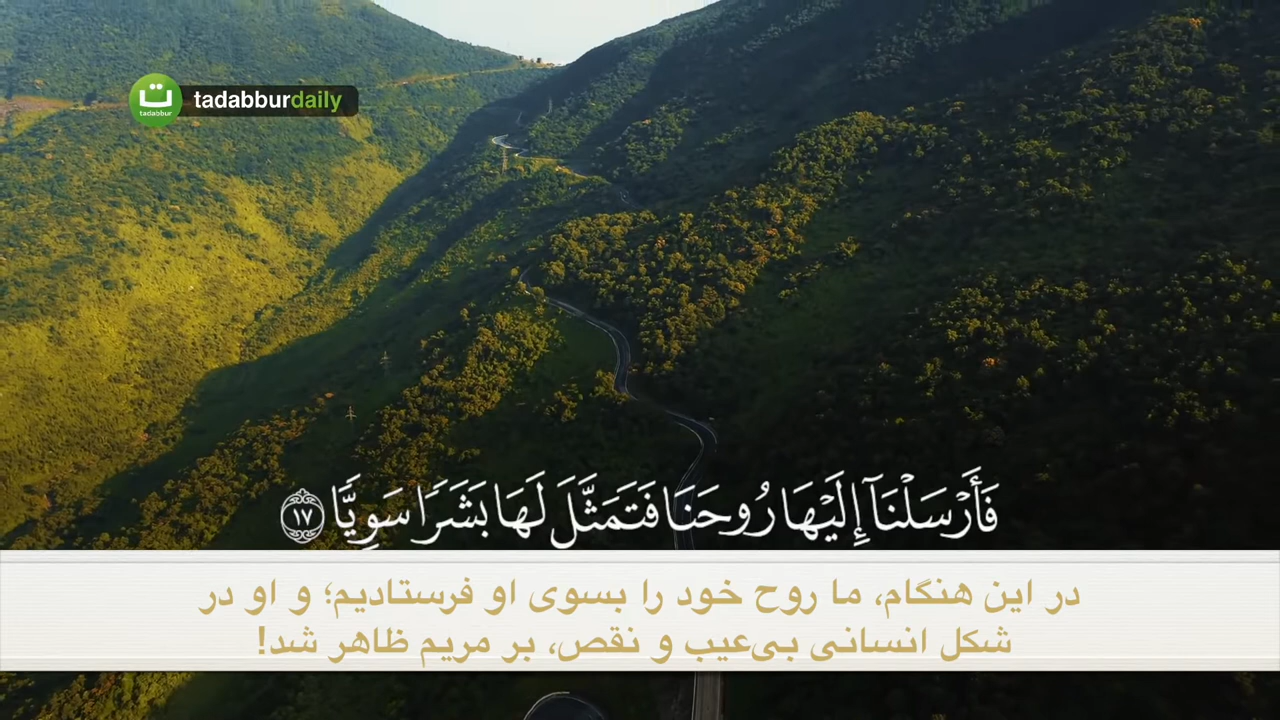 ت
tadabbur
tadabburdaily
فَأَرْسَلْنَآ إِلَيْهَا رُوحَنَا فَتَمَثَّلَ لَهَا بَشَرًا سَوِيًّا ١٧
در این هنگام، ما روح خود را بسوی او فرستادیم؛ و او در
شکل انسانی بی‌عیب و نقص، بر مریم ظاهر شد!